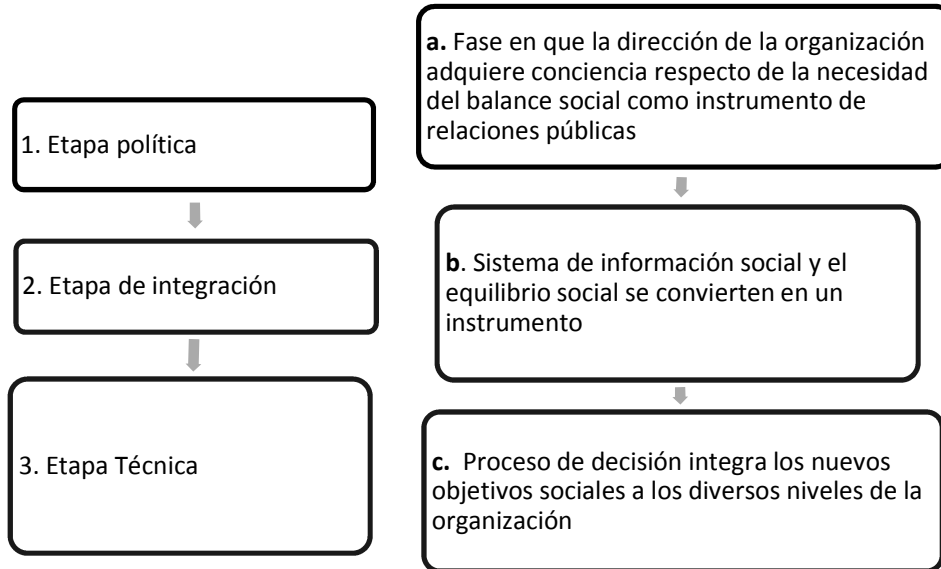 1. Etapa política
2. Etapa de integración
3. Etapa Técnica
a. Fase en que la dirección de la organización
adquiere conciencia respecto de la necesidad
del balance social como instrumento de
relaciones públicas
b. Sistema de información social y el
equilibrio social se convierten en un
instrumento
c. Proceso de decisión integra los nuevos
objetivos sociales a los diversos niveles de la
organización